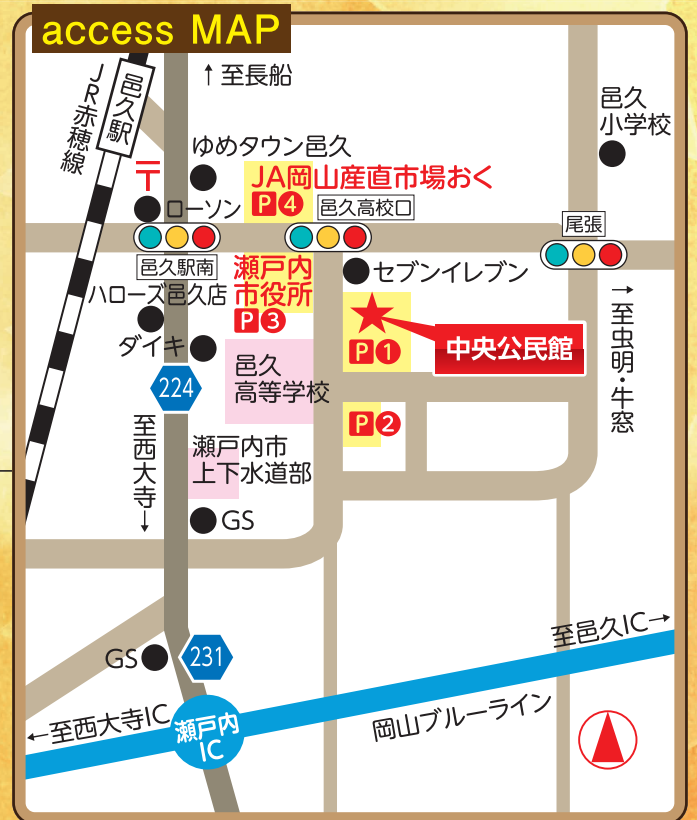 access MAP
↑至長船
邑久駅
JR赤穂線
邑久
小学校
ゆめタウン邑久
〒
JA岡山産直市場おく
P4
ローソン
邑久高校口
尾張
邑久駅南
瀬戸内
市役所
P3
セブンイレブン
ハローズ邑久店
→至虫明・牛窓
ダイキ
中央公民館
P1
邑久
高等学校
224
P2
至西大寺→
瀬戸内市
上下水道部
GS
GS
231
至邑久IC→
←至西大寺IC
瀬戸内
IC
岡山ブルーライン